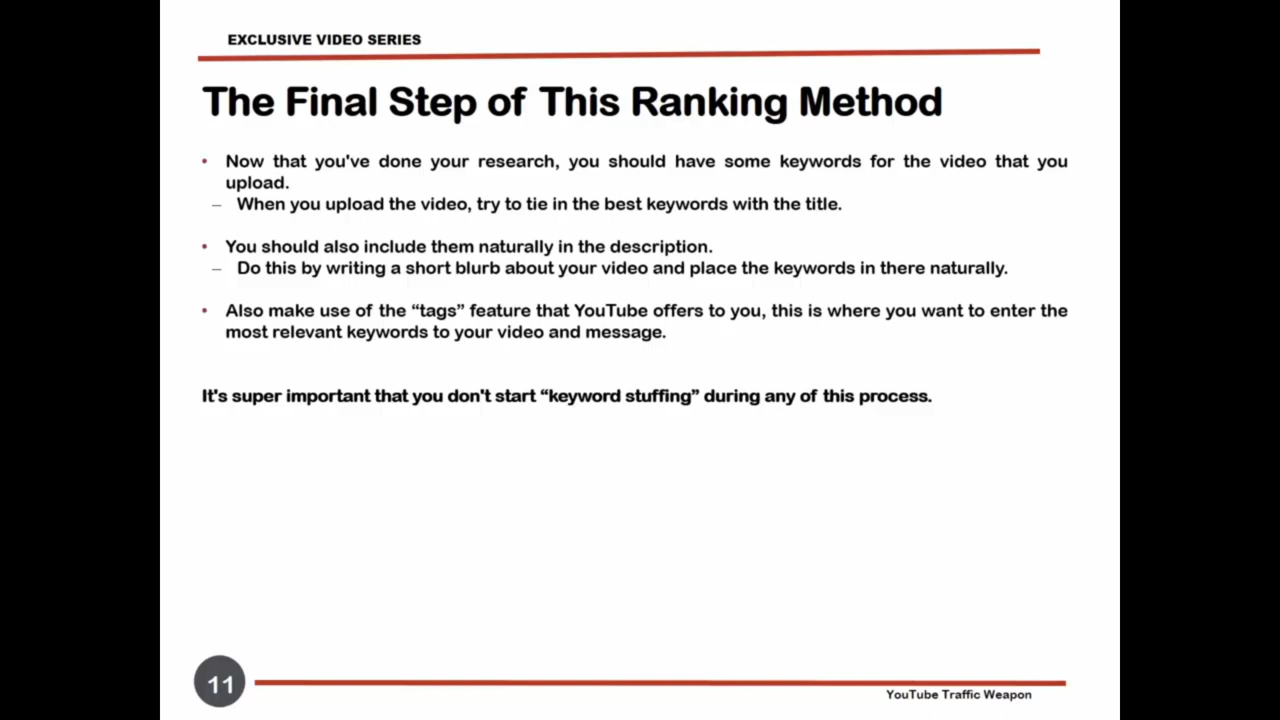 EXCLUSIVE VIDEO SERIES
The Final Step of This Ranking Method
• Now that you've done your research, you should have some keywords for the video that you
upload.
– When you upload the video, try to tie in the best keywords with the title.
• You should also include them naturally in the description.
– Do this by writing a short blurb about your video and place the keywords in there naturally.
• Also make use of the “tags” feature that YouTube offers to you, this is where you want to enter the
most relevant keywords to your video and message.
It's super important that you don't start “keyword stuffing” during any of this process.
11
YouTube Traffic Weapon